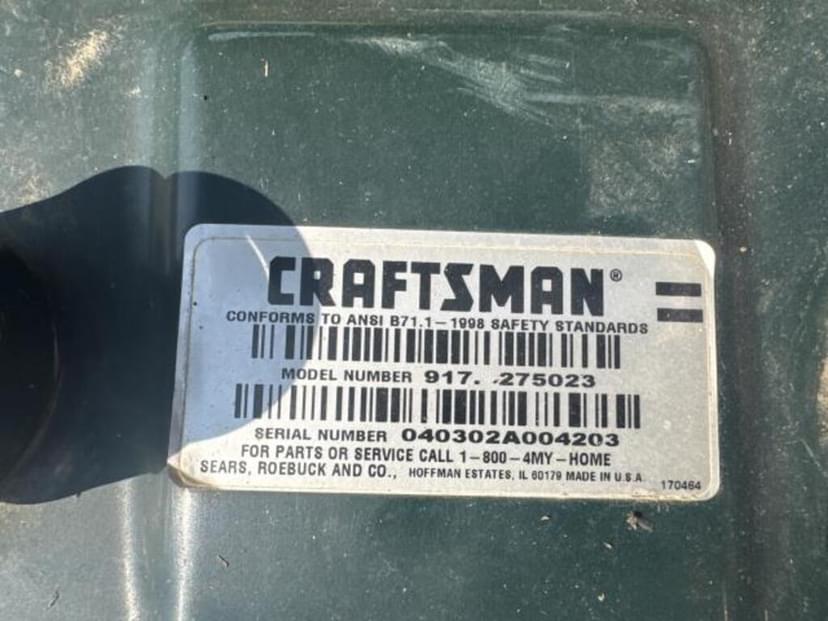 CRAFTSMAN®
CONFORMS TO ANSI B71.1–1998 SAFETY STANDARDS
MODEL NUMBER 917. 275023
SERIAL NUMBER 040302A004203
FOR PARTS OR SERVICE CALL 1–800–4MY–HOME
SEARS, ROEBUCK AND CO., HOFFMAN ESTATES, IL 60179 MADE IN U.S.A.
170464